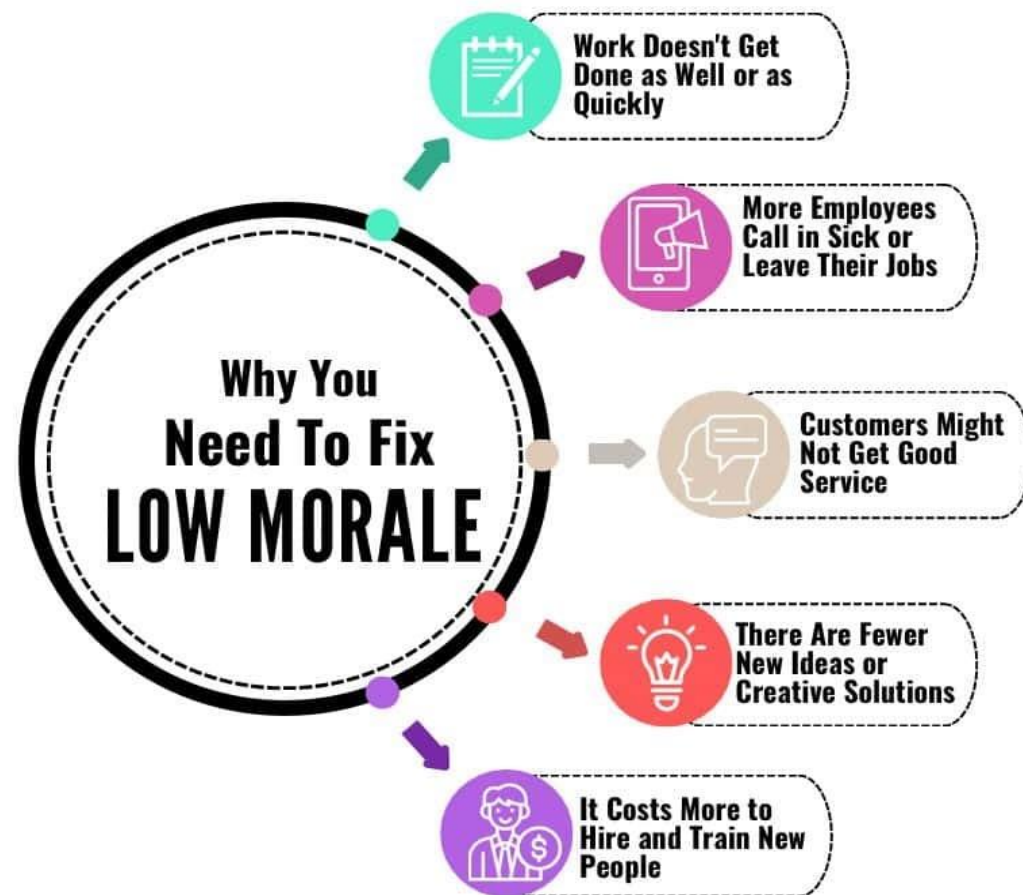 Why You
Need To Fix
LOW MORALE
Work Doesn't Get
Done as Well or as
Quickly
More Employees
Call in Sick or
Leave Their Jobs
Customers Might
Not Get Good
Service
There Are Fewer
New Ideas or
Creative Solutions
It Costs More to
Hire and Train New
People
$